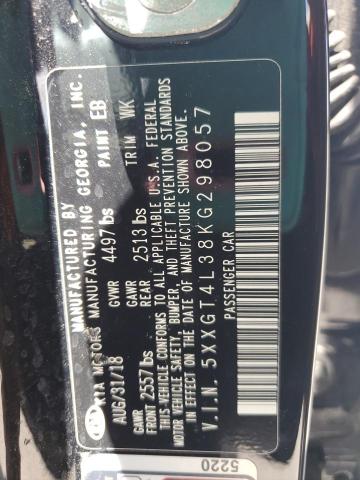 MANUFACTURED BY
KIA MOTORS MANUFACTURING GEORGIA, INC.
AUG/31/18 GVWR 4497 lbs PAINT EB
GAWR FRONT 2557 lbs GAWR REAR 2513 lbs TRIM WK
THIS VEHICLE CONFORMS TO ALL APPLICABLE U.S.A. FEDERAL
MOTOR VEHICLE SAFETY, BUMPER, AND THEFT PREVENTION STANDARDS
IN EFFECT ON THE DATE OF MANUFACTURE SHOWN ABOVE.
V.I.N. 5XXGT4L38KG298057
PASSENGER CAR
5220